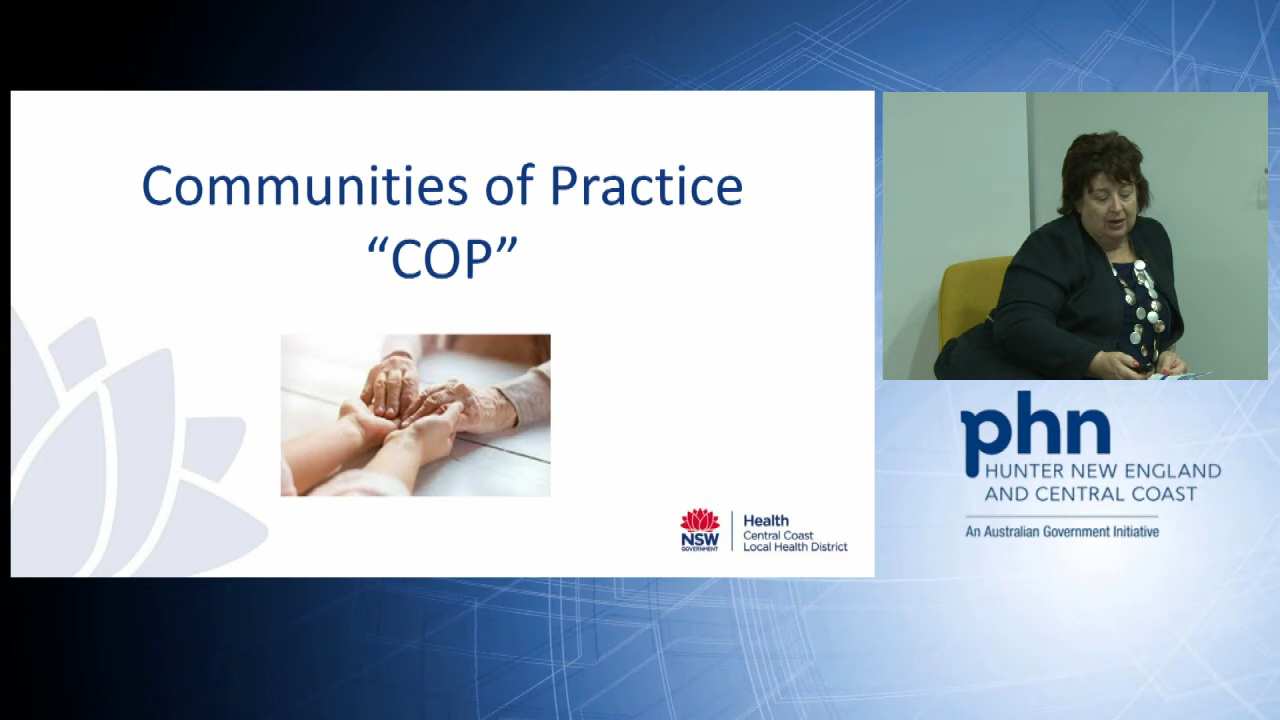 Communities of Practice
“COP”
NSW
GOVERNMENT
Health
Central Coast
Local Health District
phn
HUNTER NEW ENGLAND
AND CENTRAL COAST
An Australian Government Initiative